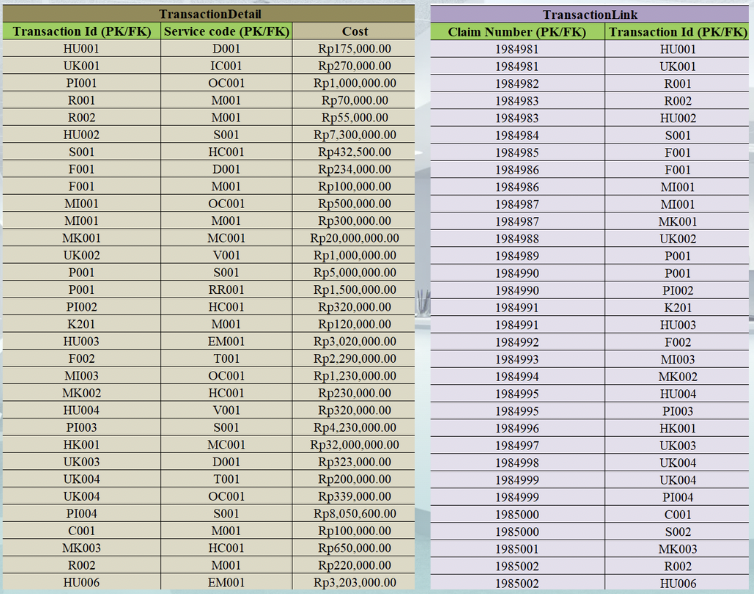 TransactionDetail
Transaction Id (PK/FK) Service code (PK/FK) Cost
HU001 D001 Rp175,000.00
UK001 IC001 Rp270,000.00
PI001 OC001 Rp1,000,000.00
R001 M001 Rp70,000.00
R002 M001 Rp55,000.00
HU002 S001 Rp7,300,000.00
S001 HC001 Rp432,500.00
F001 D001 Rp234,000.00
F001 M001 Rp100,000.00
MI001 OC001 Rp500,000.00
MI001 M001 Rp300,000.00
MK001 MC001 Rp20,000,000.00
UK002 V001 Rp1,000,000.00
P001 S001 Rp5,000,000.00
P001 RR001 Rp1,500,000.00
PI002 HC001 Rp320,000.00
K201 M001 Rp120,000.00
HU003 EM001 Rp3,020,000.00
F002 T001 Rp2,290,000.00
MI003 OC001 Rp1,230,000.00
MK002 HC001 Rp230,000.00
HU004 V001 Rp320,000.00
PI003 S001 Rp4,230,000.00
HK001 MC001 Rp32,000,000.00
UK003 D001 Rp323,000.00
UK004 T001 Rp200,000.00
UK004 OC001 Rp339,000.00
PI004 S001 Rp8,050,600.00
C001 M001 Rp100,000.00
MK003 HC001 Rp650,000.00
R002 M001 Rp220,000.00
HU006 EM001 Rp3,203,000.00
TransactionLink
Claim Number (PK/FK) Transaction Id (PK/FK)
1984981 HU001
1984981 UK001
1984982 R001
1984983 R002
1984983 HU002
1984984 S001
1984985 F001
1984986 F001
1984986 MI001
1984987 MI001
1984987 MK001
1984988 UK002
1984989 P001
1984990 P001
1984990 PI002
1984991 K201
1984991 HU003
1984992 F002
1984993 MI003
1984994 MK002
1984995 HU004
1984995 PI003
1984996 HK001
1984997 UK003
1984998 UK004
1984999 UK004
1984999 PI004
1985000 C001
1985000 S002
1985001 MK003
1985002 R002
1985002 HU006